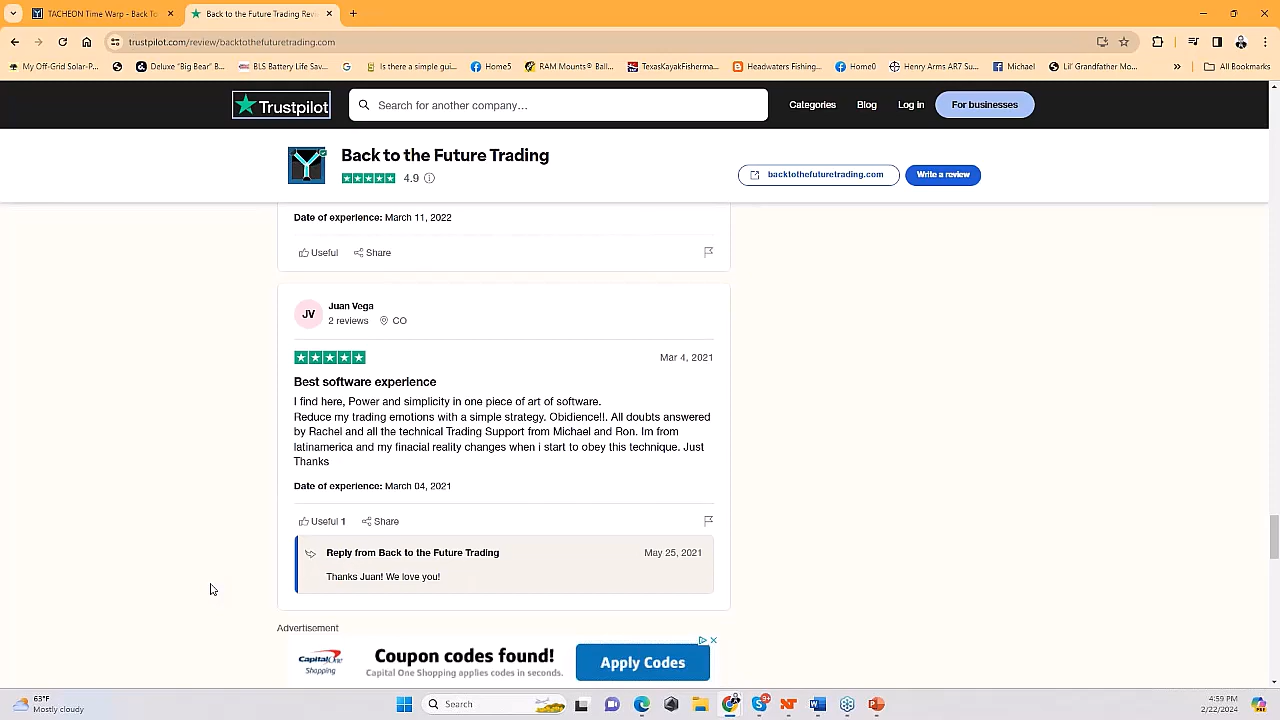 TACHEON Time Warp - Back To
Back to the Future Trading Revie
trustpilot.com/review/backtothefuturetrading.com
My Off-Grid Solar-P...
Deluxe "Big Bear" B...
BLS Battery Life Sav...
Is there a simple gui...
Home5
RAM Mounts® Ball...
TexasKayakFisherma...
Headwaters Fishing...
Home0
Henry Arms AR7 Su...
Michael
Lil' Grandfather Mo...
»
All Bookmarks
Trustpilot
Search for another company...
Categories
Blog
Log in
For businesses
Back to the Future Trading
4.9
backtothefuturetrading.com
Write a review
Date of experience: March 11, 2022
Useful
Share
JV
Juan Vega
2 reviews
CO
Mar 4, 2021
Best software experience
I find here, Power and simplicity in one piece of art of software.
Reduce my trading emotions with a simple strategy. Obidience!!. All doubts answered
by Rachel and all the technical Trading Support from Michael and Ron. Im from
latinamerica and my finacial reality changes when i start to obey this technique. Just
Thanks
Date of experience: March 04, 2021
Useful 1
Share
Reply from Back to the Future Trading
May 25, 2021
Thanks Juan! We love you!
Advertisement
Capital One
Shopping
Coupon codes found!
Capital One Shopping applies codes in seconds.
Apply Codes
63°F
Mostly cloudy
Search
9+
4:59 PM
2/22/2024